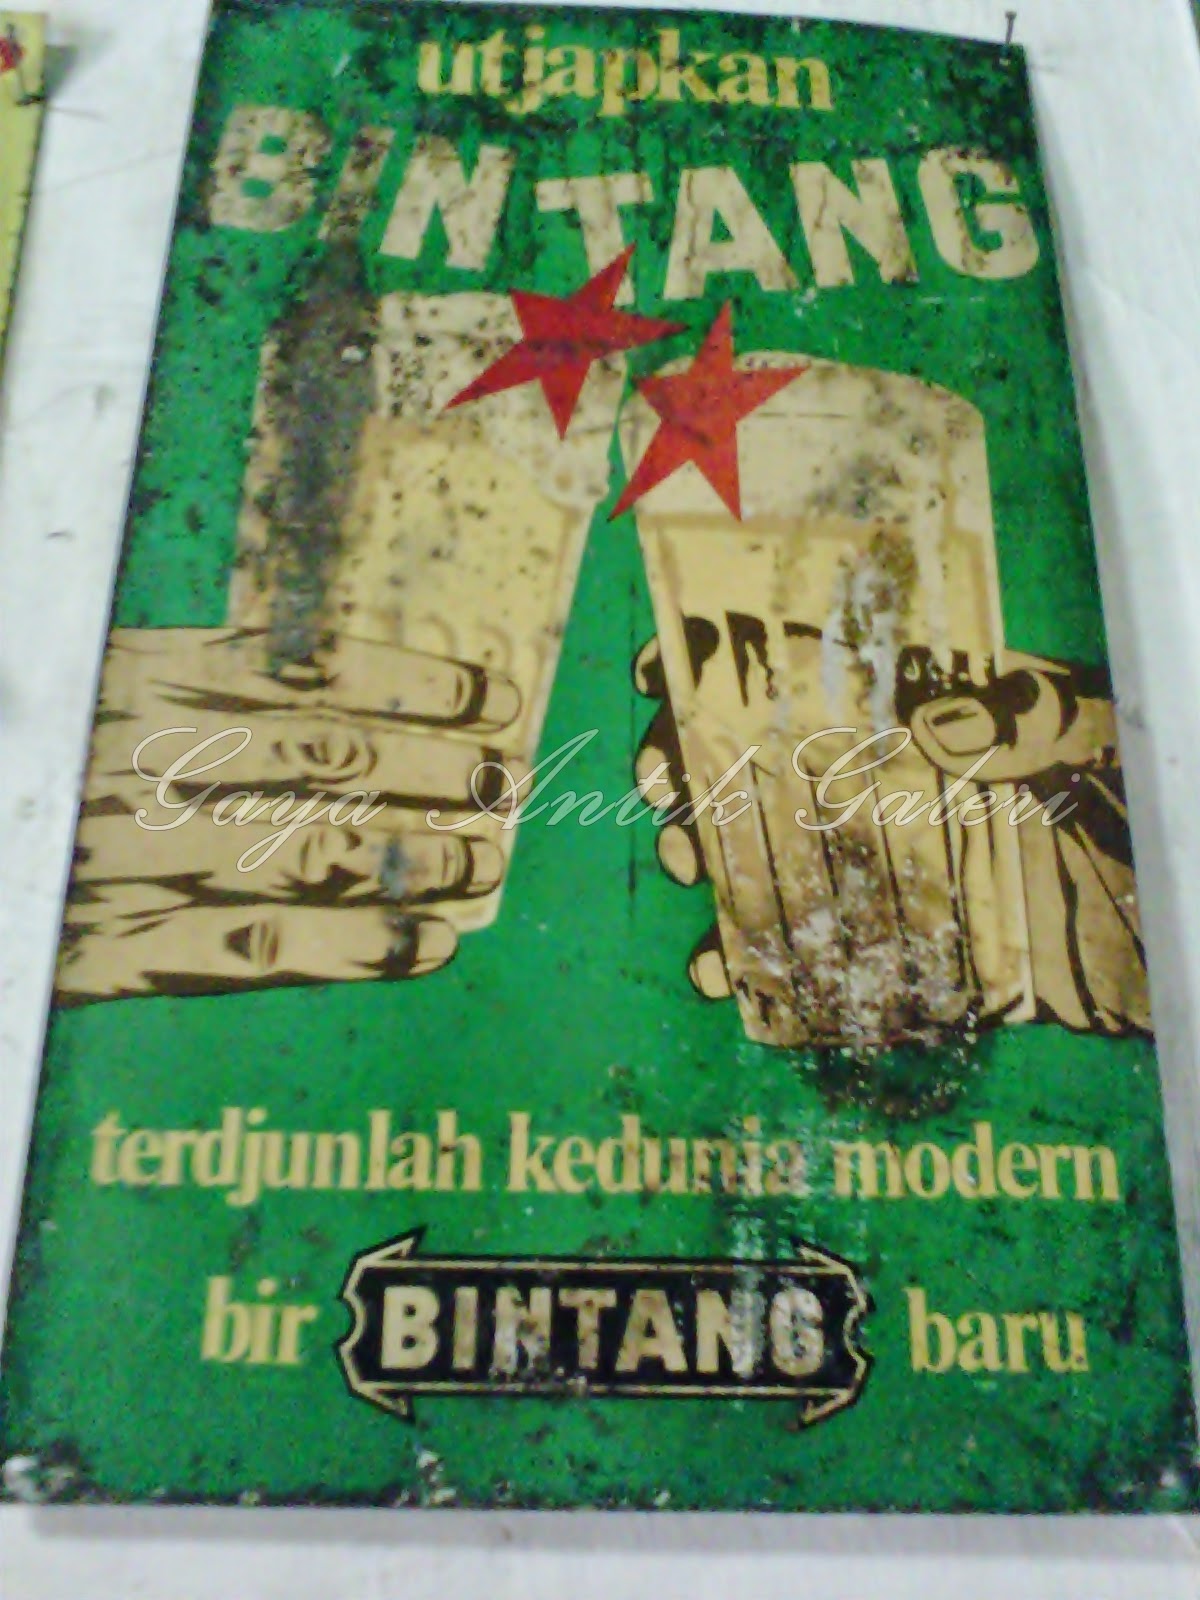 utjapkan
BINTANG
Gaya Antik Galeri
terdjunlah kedunia modern
bir BINTANG baru